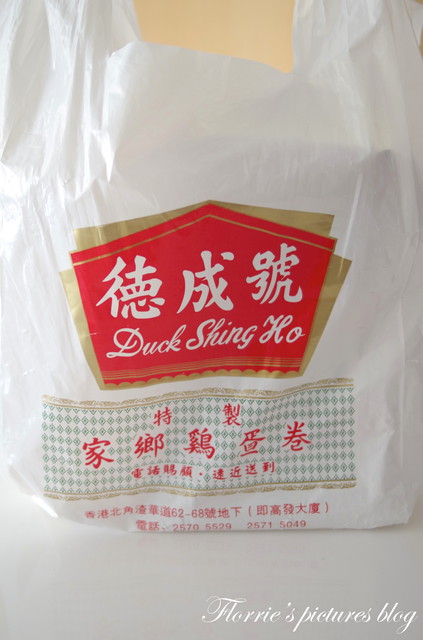 德成號
Duck Shing Ho
特製
家鄉鷄蛋卷
電話賜顧·遠近送到
香港北角渣華道62-68號地下(即高發大廈)
電話:2570 5529 2571 5049
Florrie's pictures blog